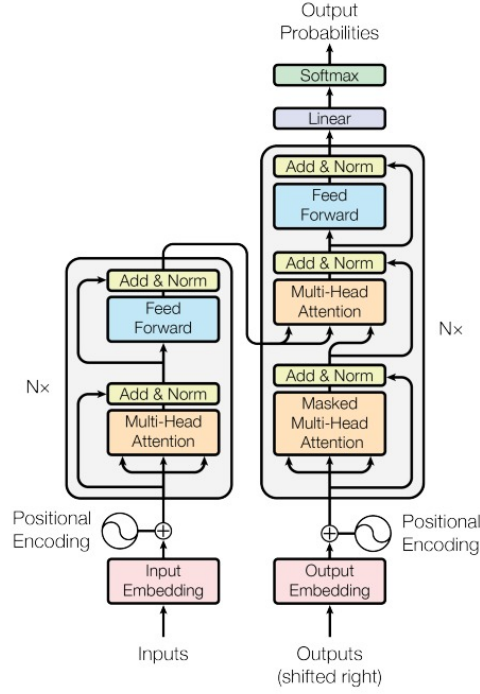 Output
Probabilities
Softmax
Linear
Add & Norm
Feed
Forward
Add & Norm
Multi-Head
Attention
N×
Add & Norm
Masked
Multi-Head
Attention
Positional
Encoding
Output
Embedding
Outputs
(shifted right)
Add & Norm
Feed
Forward
N×
Add & Norm
Multi-Head
Attention
Positional
Encoding
Input
Embedding
Inputs